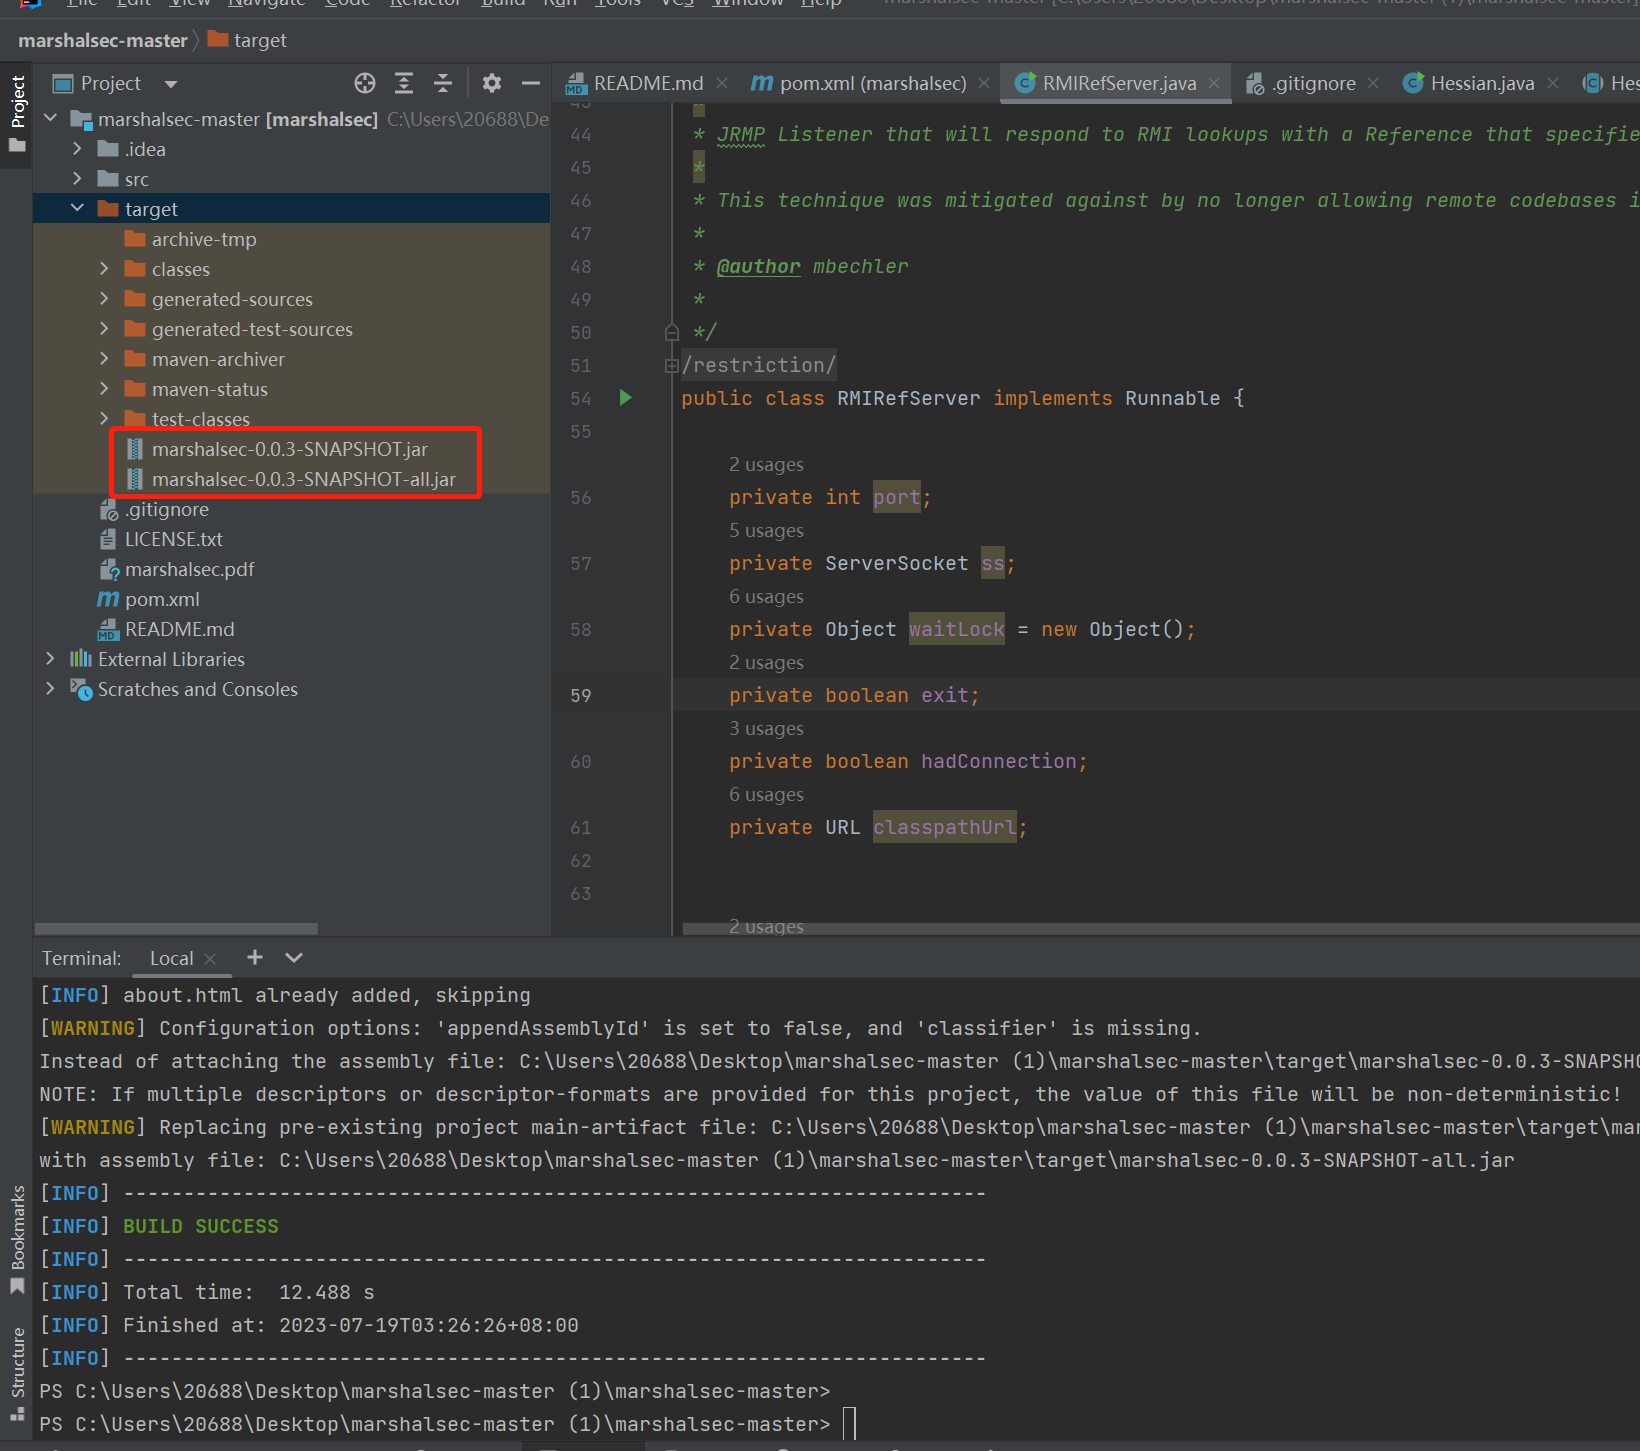 File Edit View Navigate Code Refactor Build Run Tools VCS Window Help
marshalsec-master target
Project
Project
README.md
pom.xml (marshalsec)
RMIRefServer.java
.gitignore
Hessian.java
Hes
marshalsec-master [marshalsec] C:\Users\20688\De
.idea
src
target
archive-tmp
classes
generated-sources
generated-test-sources
maven-archiver
maven-status
test-classes
marshalsec-0.0.3-SNAPSHOT.jar
marshalsec-0.0.3-SNAPSHOT-all.jar
.gitignore
LICENSE.txt
marshalsec.pdf
pom.xml
README.md
External Libraries
Scratches and Consoles
43 *
44 * JRMP Listener that will respond to RMI lookups with a Reference that specifie
45 *
46 * This technique was mitigated against by no longer allowing remote codebases i
47 *
48 * @author mbechler
49 *
50 */
51 /restriction/
54 public class RMIRefServer implements Runnable {
55
2 usages
56 private int port;
5 usages
57 private ServerSocket ss;
6 usages
58 private Object waitLock = new Object();
2 usages
59 private boolean exit;
3 usages
60 private boolean hadConnection;
6 usages
61 private URL classpathUrl;
62
63
2 usages
Terminal: Local
[INFO] about.html already added, skipping
[WARNING] Configuration options: 'appendAssemblyId' is set to false, and 'classifier' is missing.
Instead of attaching the assembly file: C:\Users\20688\Desktop\marshalsec-master (1)\marshalsec-master\target\marshalsec-0.0.3-SNAPSHO
NOTE: If multiple descriptors or descriptor-formats are provided for this project, the value of this file will be non-deterministic!
[WARNING] Replacing pre-existing project main-artifact file: C:\Users\20688\Desktop\marshalsec-master (1)\marshalsec-master\target\mar
with assembly file: C:\Users\20688\Desktop\marshalsec-master (1)\marshalsec-master\target\marshalsec-0.0.3-SNAPSHOT-all.jar
[INFO] ------------------------------------------------------------------------
[INFO] BUILD SUCCESS
[INFO] ------------------------------------------------------------------------
[INFO] Total time:  12.488 s
[INFO] Finished at: 2023-07-19T03:26:26+08:00
[INFO] ------------------------------------------------------------------------
PS C:\Users\20688\Desktop\marshalsec-master (1)\marshalsec-master>
PS C:\Users\20688\Desktop\marshalsec-master (1)\marshalsec-master>
Bookmarks
Structure